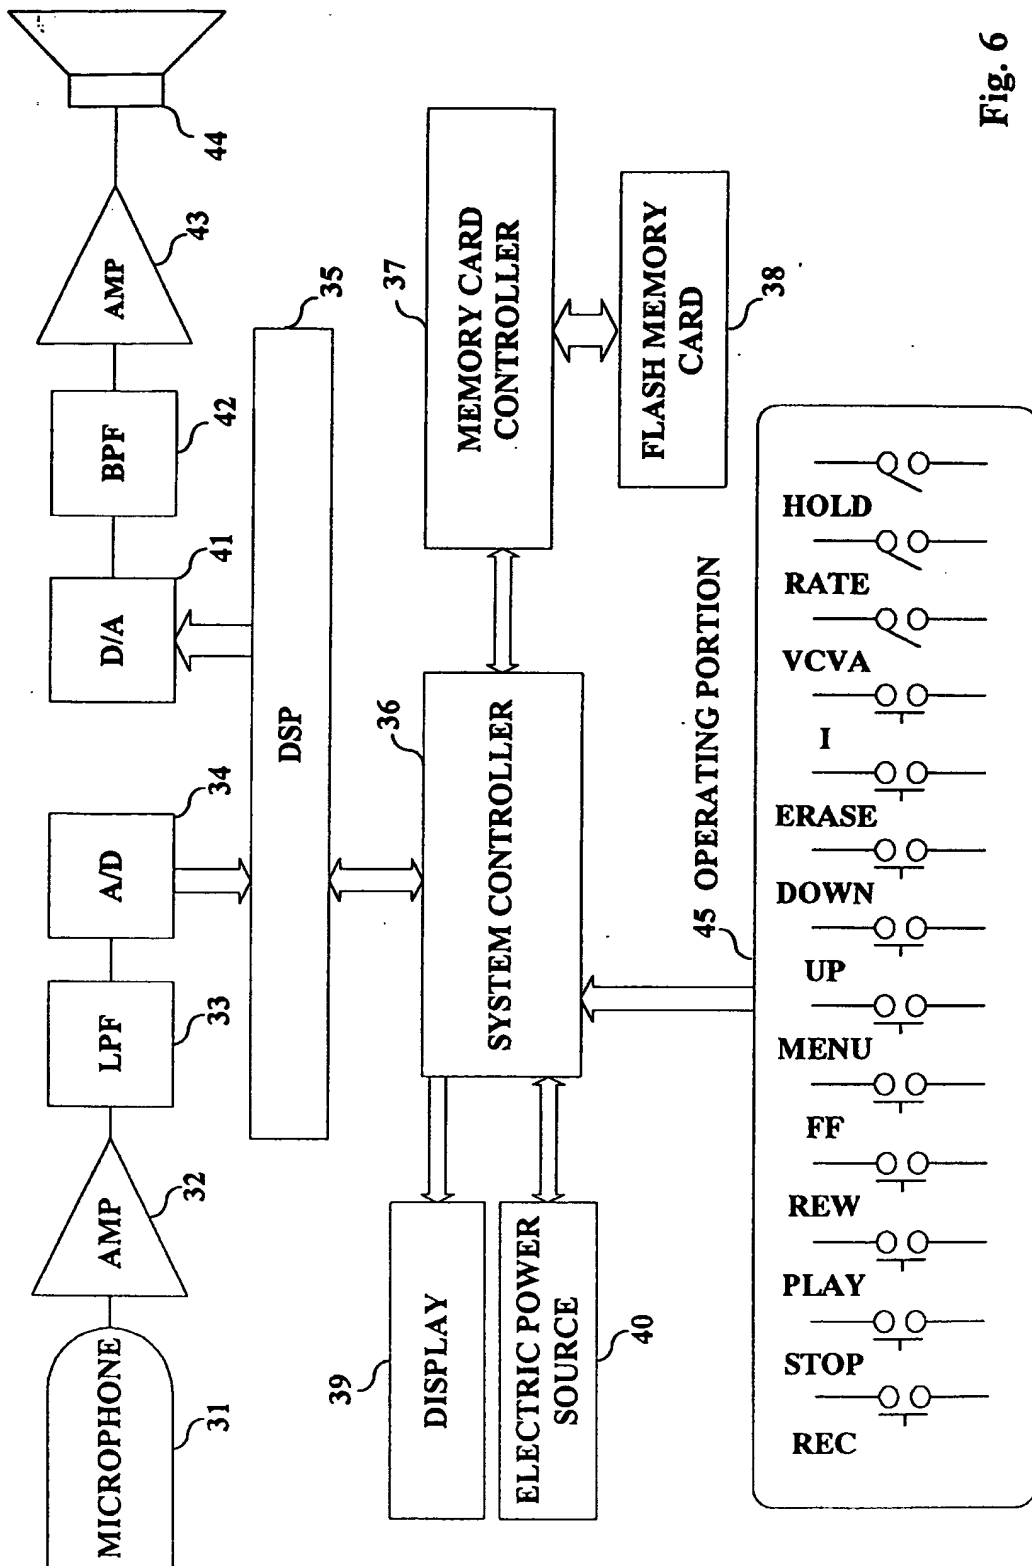 MICROPHONE
31
AMP
32
LPF
33
A/D
34
D/A
41
BPF
42
AMP
43
44
DSP
35
DISPLAY
39
ELECTRIC POWER
SOURCE
40
SYSTEM CONTROLLER
36
MEMORY CARD
CONTROLLER
37
FLASH MEMORY
CARD
38
45 OPERATING PORTION
REC
STOP
PLAY
REW
FF
MENU
UP
DOWN
ERASE
I
VCVA
RATE
HOLD
Fig. 6